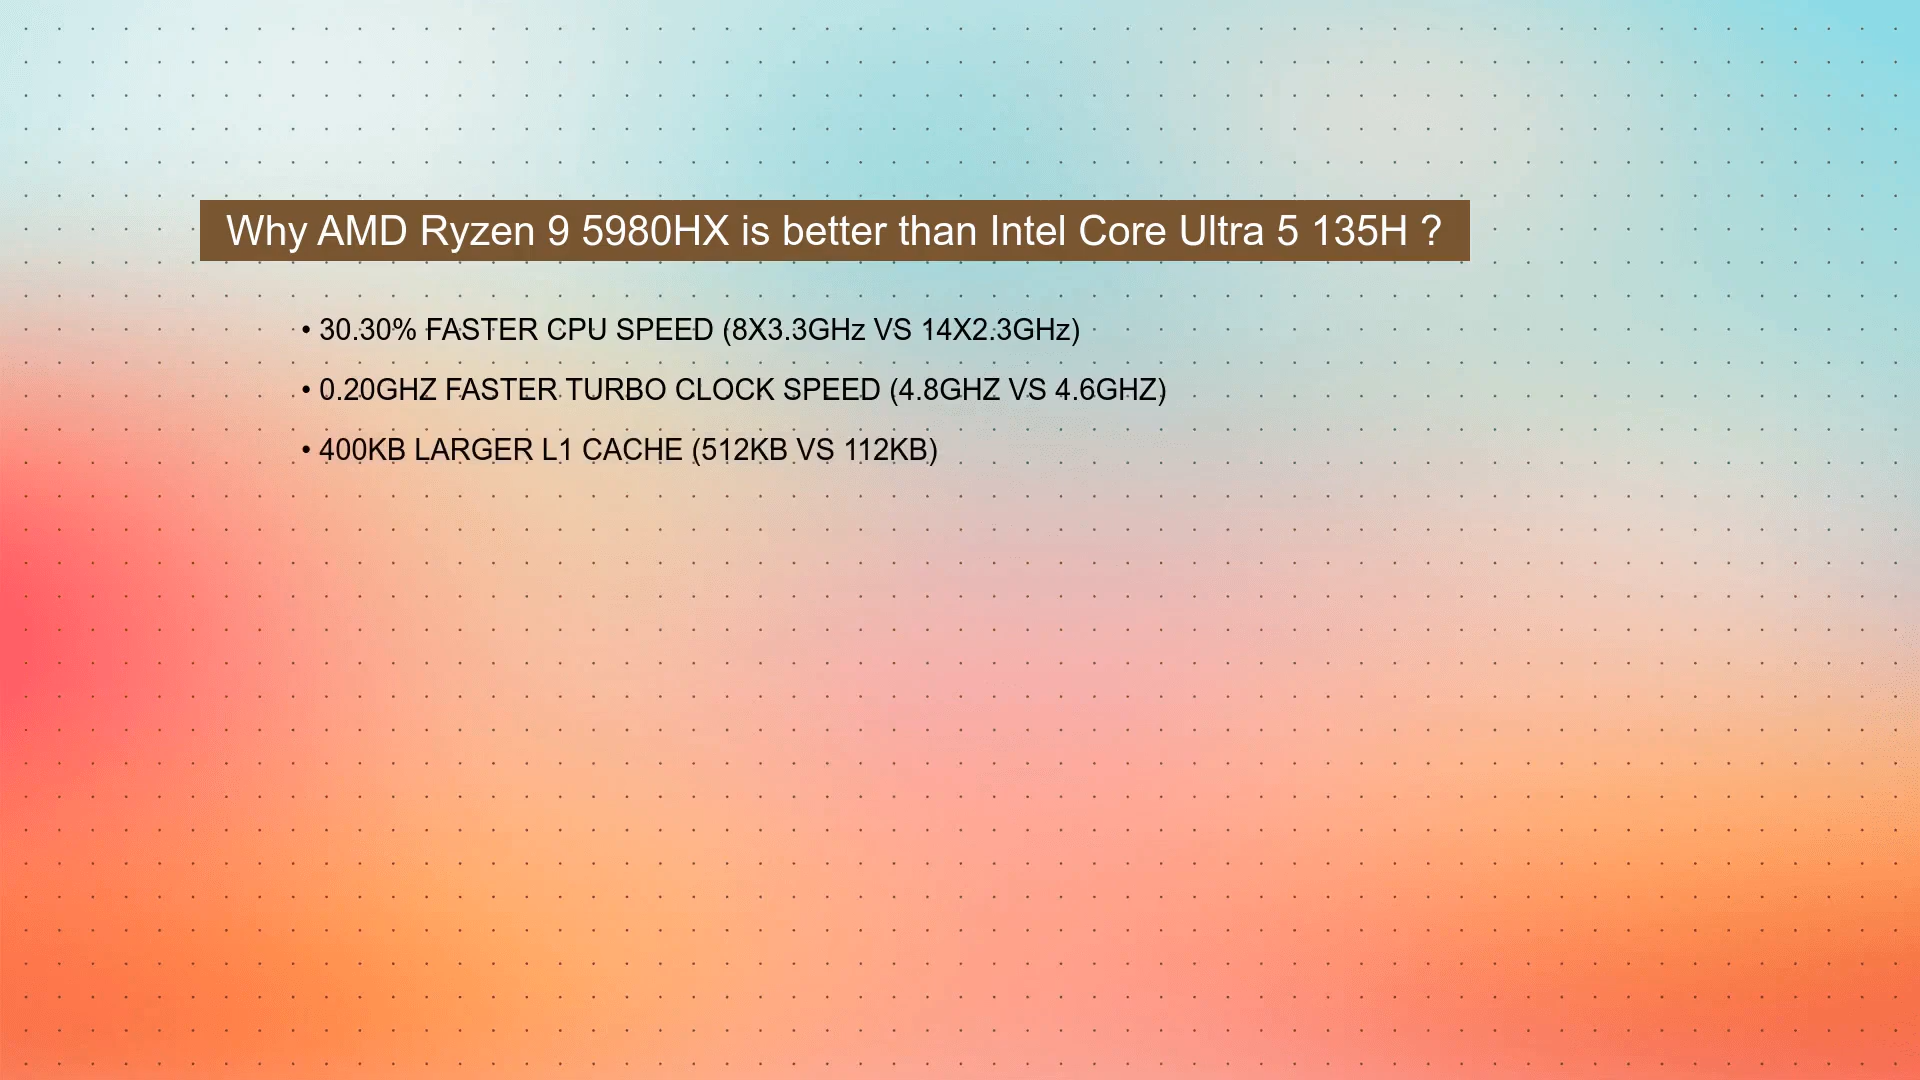 Why AMD Ryzen 9 5980HX is better than Intel Core Ultra 5 135H ?
• 30.30% FASTER CPU SPEED (8X3.3GHz VS 14X2.3GHz)
• 0.20GHZ FASTER TURBO CLOCK SPEED (4.8GHZ VS 4.6GHZ)
• 400KB LARGER L1 CACHE (512KB VS 112KB)